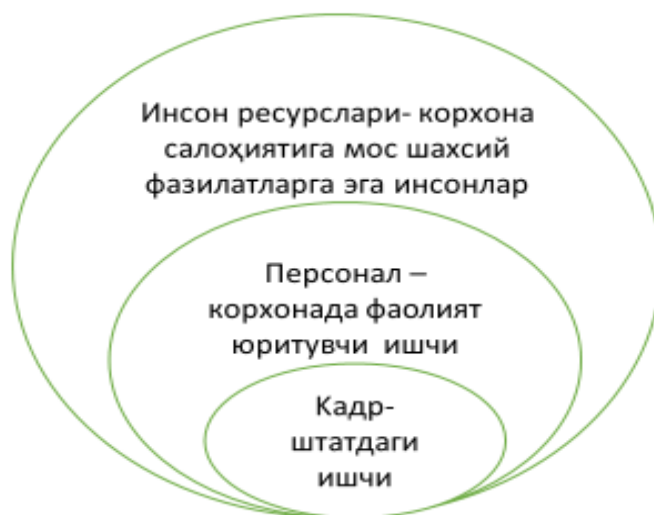 Инсон ресурслари- корхона
салоҳиятига мос шахсий
фазилатларга эга инсонлар
Персонал –
корхонада фаолият
юритувчи ишчи
Кадр-
штатдаги
ишчи